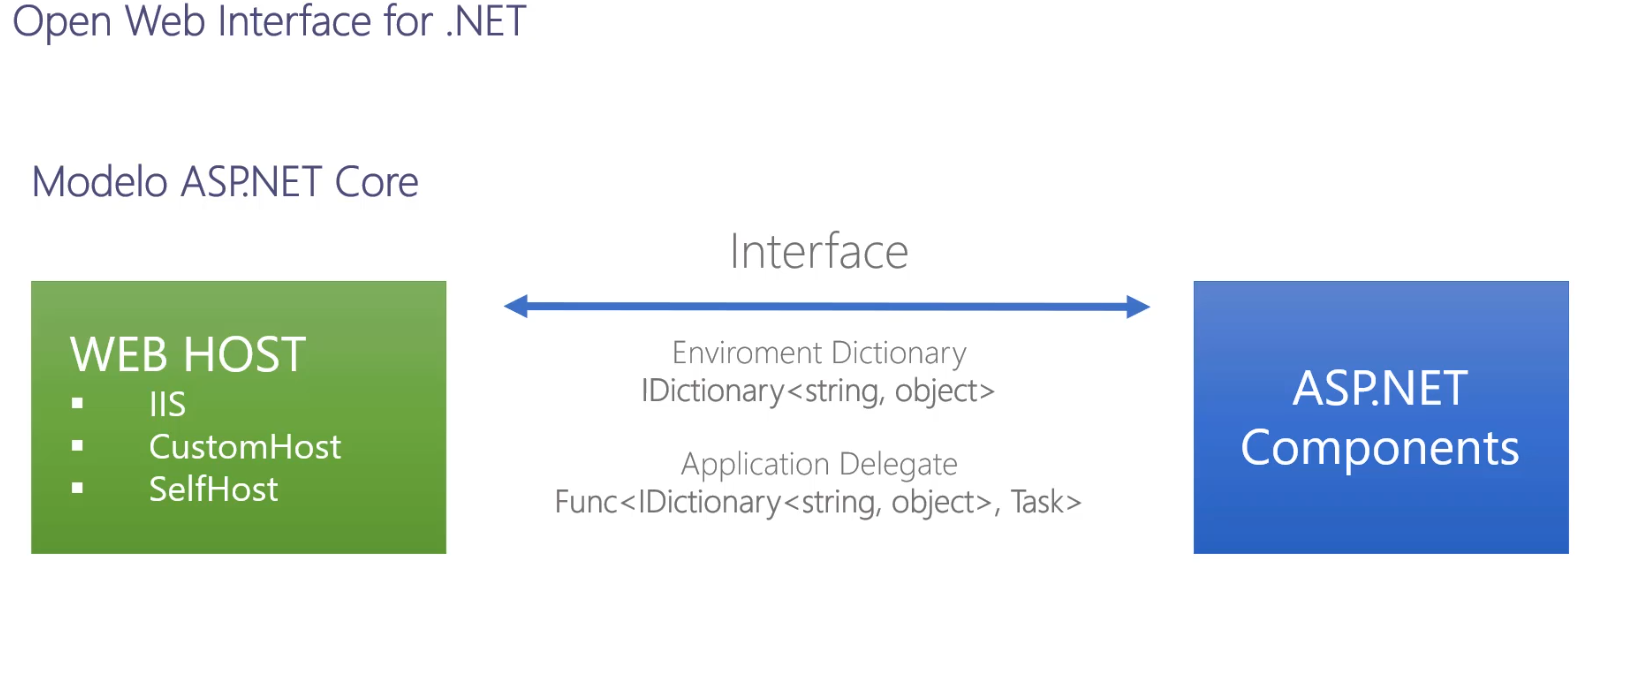 Open Web Interface for .NET
Modelo ASP.NET Core
Interface
WEB HOST
▪ IIS
▪ CustomHost
▪ SelfHost
Enviroment Dictionary
IDictionary<string, object>
Application Delegate
Func<IDictionary<string, object>, Task>
ASP.NET
Components